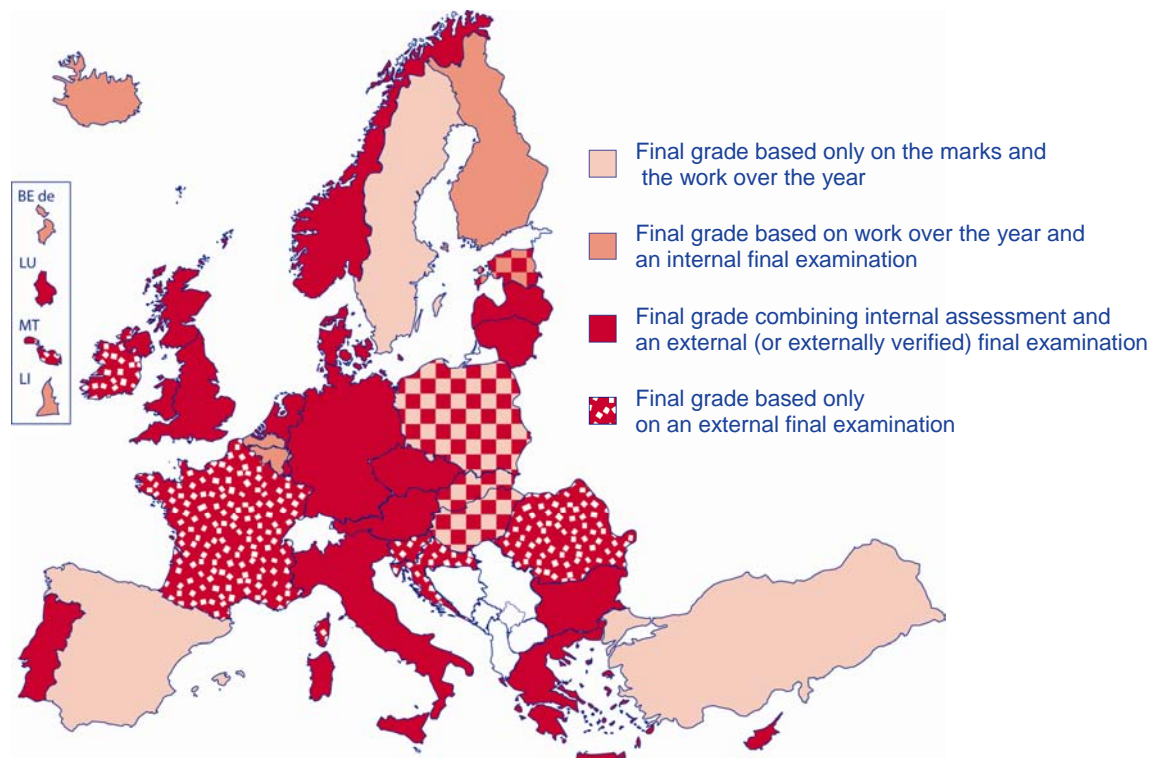 BE de
LU
MT
LI
Final grade based only on the marks and
the work over the year
Final grade based on work over the year and
an internal final examination
Final grade combining internal assessment and
an external (or externally verified) final examination
Final grade based only
on an external final examination